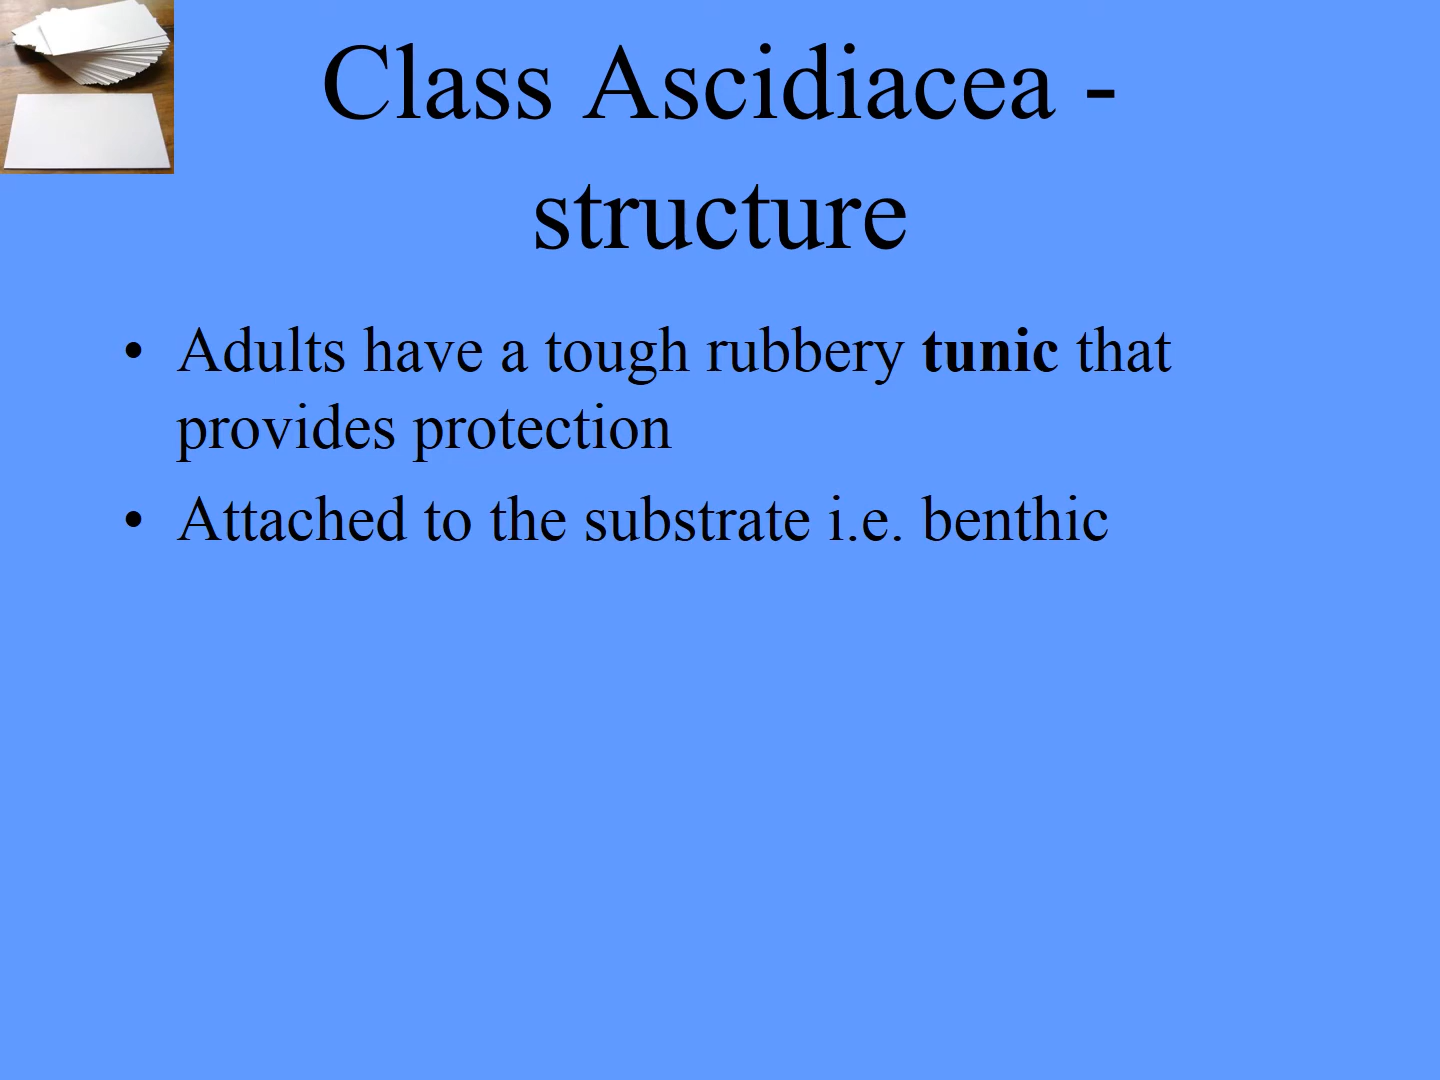 Class Ascidiacea -
structure
• Adults have a tough rubbery tunic that
provides protection
• Attached to the substrate i.e. benthic